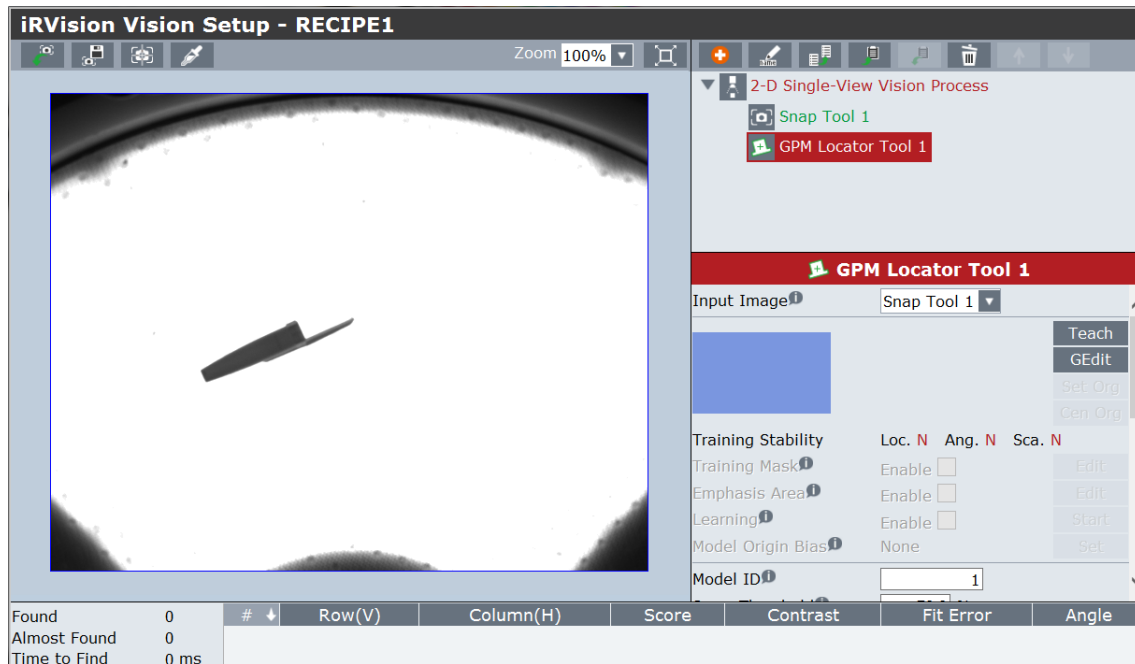 iRVision Vision Setup - RECIPE1
Zoom 100%
2-D Single-View Vision Process
Snap Tool 1
GPM Locator Tool 1
GPM Locator Tool 1
Input Image Snap Tool 1
Teach
GEdit
Set Org
Cen Org
Training Stability Loc. N Ang. N Sca. N
Training Mask Enable Edit
Emphasis Area Enable Edit
Learning Enable Start
Model Origin Bias None Set
Model ID 1
Found 0 # Row(V) Column(H) Score Contrast Fit Error Angle
Almost Found 0
Time to Find 0 ms